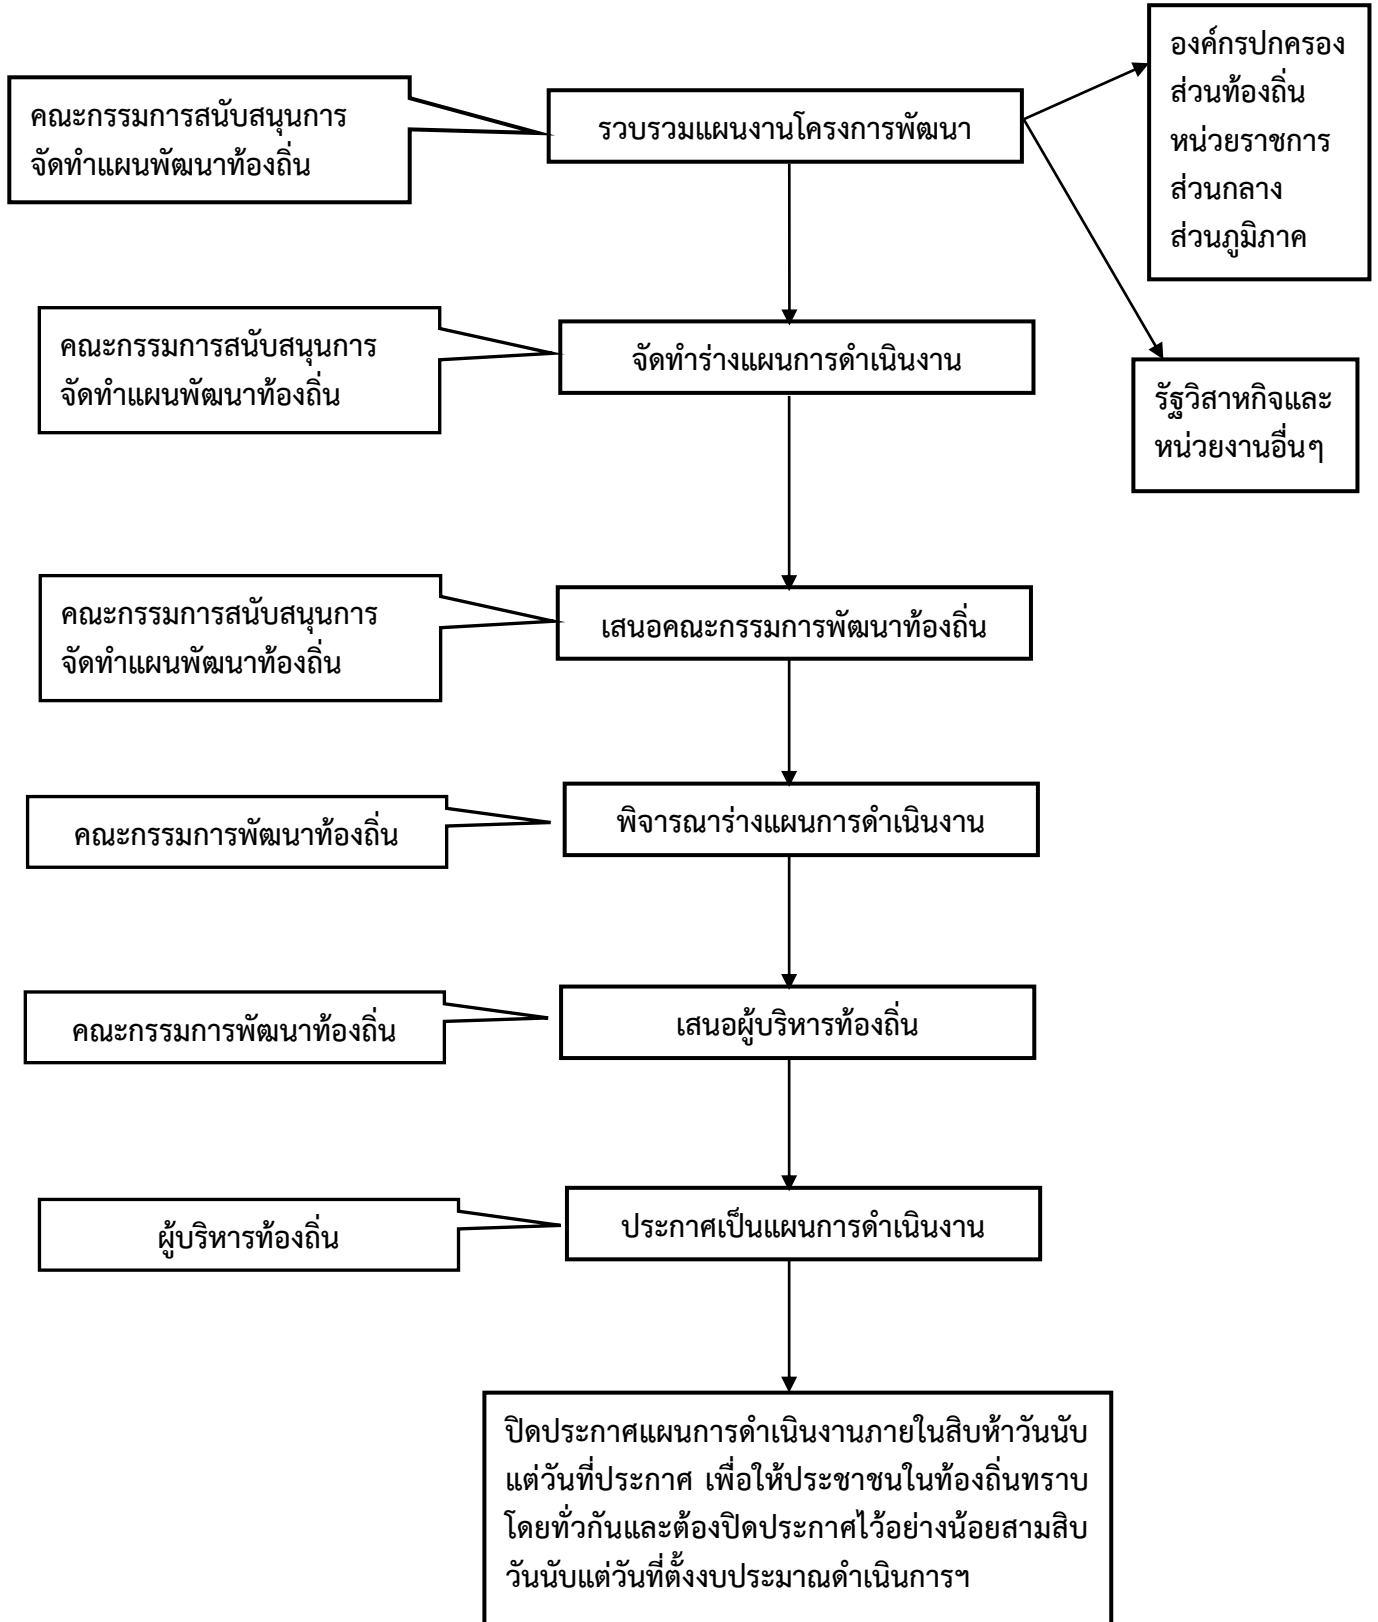 องค์กรปกครอง
ส่วนท้องถิ่น
หน่วยราชการ
ส่วนกลาง
ส่วนภูมิภาค
คณะกรรมการสนับสนุนการ
จัดทำแผนพัฒนาท้องถิ่น
รวบรวมแผนงานโครงการพัฒนา
คณะกรรมการสนับสนุนการ
จัดทำแผนพัฒนาท้องถิ่น
จัดทำร่างแผนการดำเนินงาน
รัฐวิสาหกิจและ
หน่วยงานอื่นๆ
คณะกรรมการสนับสนุนการ
จัดทำแผนพัฒนาท้องถิ่น
เสนอคณะกรรมการพัฒนาท้องถิ่น
คณะกรรมการพัฒนาท้องถิ่น
พิจารณาร่างแผนการดำเนินงาน
คณะกรรมการพัฒนาท้องถิ่น
เสนอผู้บริหารท้องถิ่น
ผู้บริหารท้องถิ่น
ประกาศเป็นแผนการดำเนินงาน
ปิดประกาศแผนการดำเนินงานภายในสิบห้าวันนับ
แต่วันที่ประกาศ เพื่อให้ประชาชนในท้องถิ่นทราบ
โดยทั่วกันและต้องปิดประกาศไว้อย่างน้อยสามสิบ
วันนับแต่วันที่ตั้งงบประมาณดำเนินการฯ